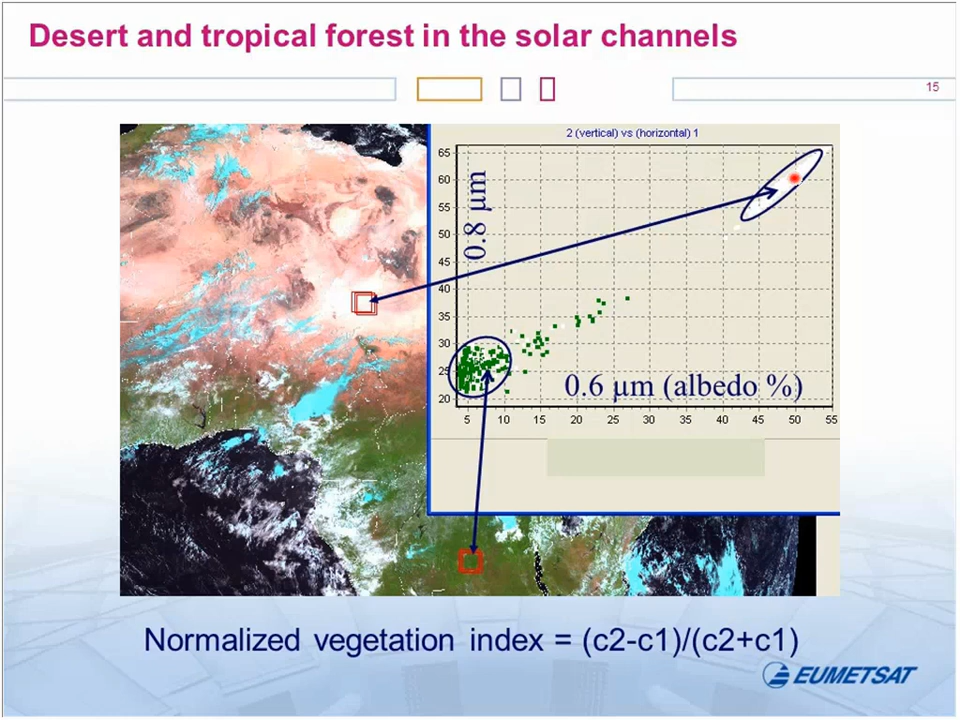 Desert and tropical forest in the solar channels
15
2 (vertical) vs (horizontal) 1
65
60
55
50
45
40
35
30
25
20
0.8 µm
0.6 µm (albedo %)
5 10 15 20 25 30 35 40 45 50 55
Normalized vegetation index = (c2-c1)/(c2+c1)
EUMETSAT